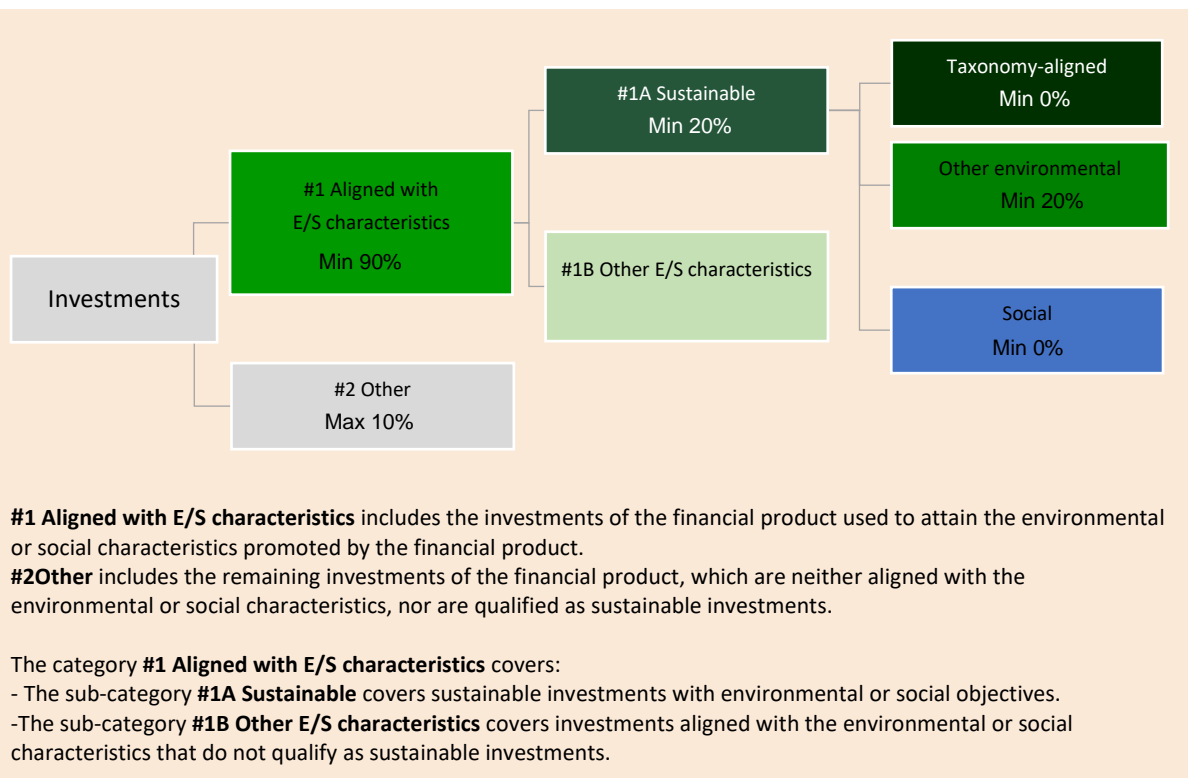 Investments
#1 Aligned with
E/S characteristics
Min 90%
#2 Other
Max 10%
#1A Sustainable
Min 20%
#1B Other E/S characteristics
Taxonomy-aligned
Min 0%
Other environmental
Min 20%
Social
Min 0%
#1 Aligned with E/S characteristics includes the investments of the financial product used to attain the environmental
or social characteristics promoted by the financial product.
#2Other includes the remaining investments of the financial product, which are neither aligned with the
environmental or social characteristics, nor are qualified as sustainable investments.
The category #1 Aligned with E/S characteristics covers:
- The sub-category #1A Sustainable covers sustainable investments with environmental or social objectives.
-The sub-category #1B Other E/S characteristics covers investments aligned with the environmental or social
characteristics that do not qualify as sustainable investments.